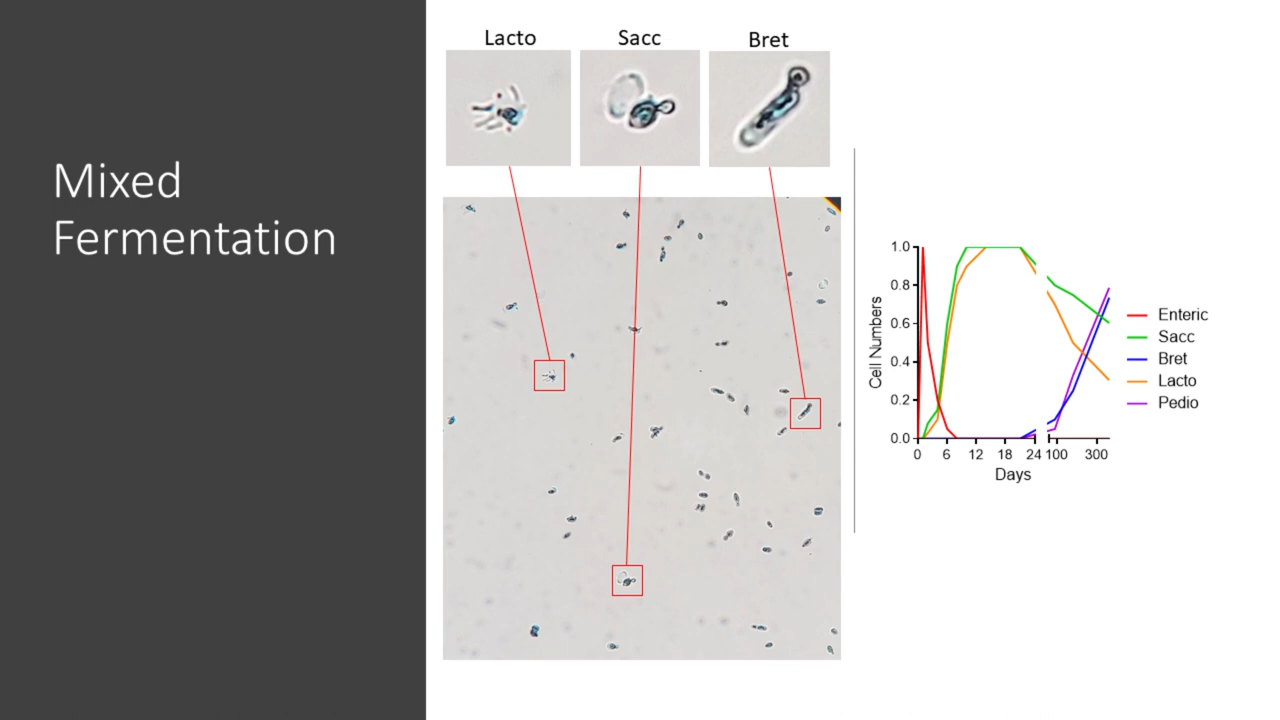 Mixed
Fermentation
Lacto
Sacc
Bret
1.0
0.8
0.6
0.4
0.2
0.0
Cell Numbers
0 6 12 18 24 100 300
Days
Enteric
Sacc
Bret
Lacto
Pedio